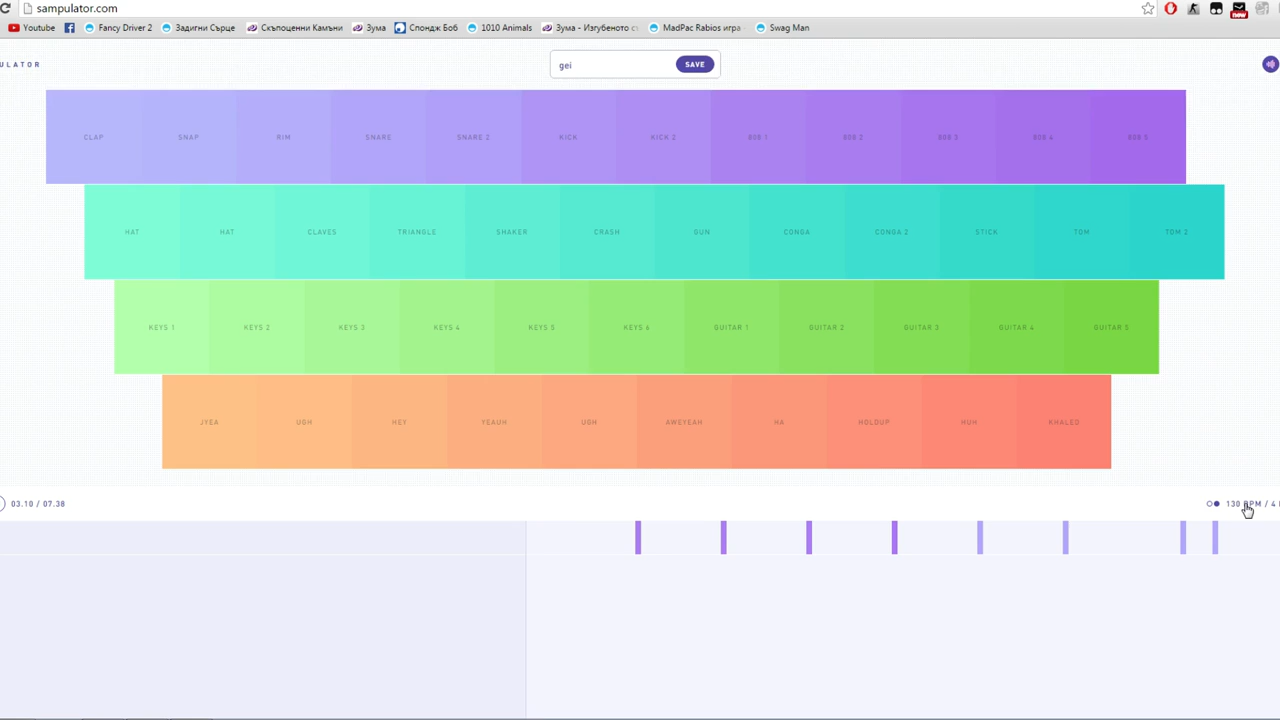 sampulator.com
Youtube
Fancy Driver 2
Задигни Сърце
Скъпоценни Камъни
Зума
Спондж Боб
1010 Animals
Зума - Изгубеното с
MadPac Rabios игра
Swag Man
new
ULATOR
gei
SAVE
CLAP SNAP RIM SNARE SNARE 2 KICK KICK 2 808 1 808 2 808 3 808 4 808 5
HAT HAT CLAVES TRIANGLE SHAKER CRASH GUN CONGA CONGA 2 STICK TOM TOM 2
KEYS 1 KEYS 2 KEYS 3 KEYS 4 KEYS 5 KEYS 6 GUITAR 1 GUITAR 2 GUITAR 3 GUITAR 4 GUITAR 5
JYEA UGH HEY YEAUH UGH AWEYEAH HA HOLDUP HUH KHALED
03.10 / 07.38
130 BPM / 4